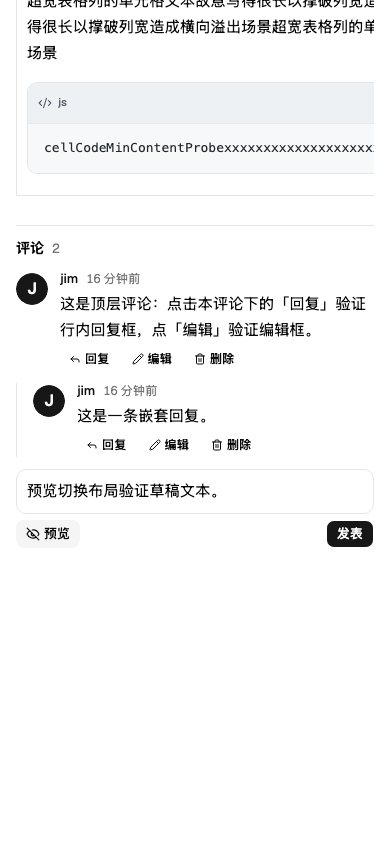 超宽表格列的单元格文本故意写得很长以撑破列宽造
得很长以撑破列宽造成横向溢出场景超宽表格列的单
场景
js
cellCodeMinContentProbexxxxxxxxxxxxxxxxxxx
评论 2
J
jim 16 分钟前
这是顶层评论：点击本评论下的「回复」验证
行内回复框，点「编辑」验证编辑框。
回复 编辑 删除
J
jim 16 分钟前
这是一条嵌套回复。
回复 编辑 删除
预览切换布局验证草稿文本。
预览 发表